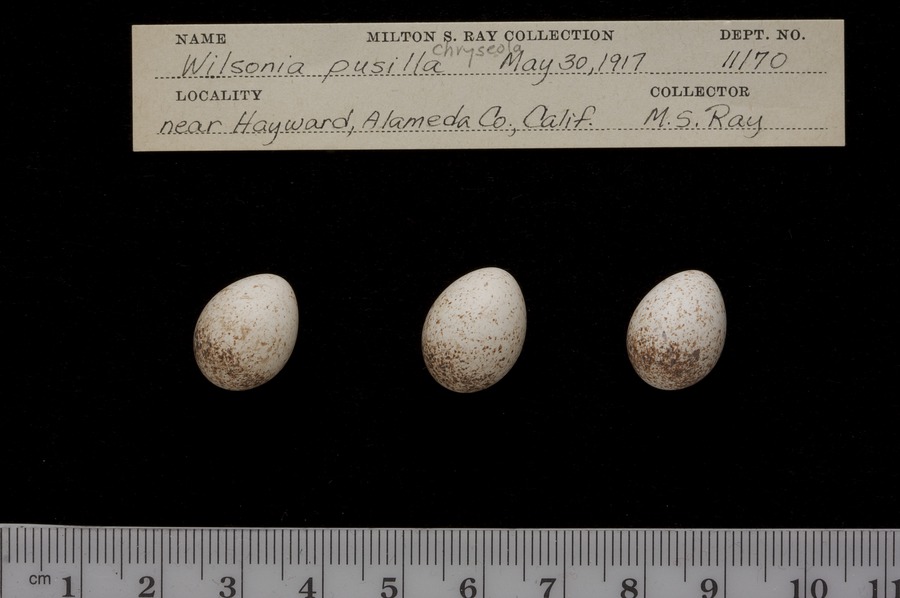 NAME MILTON S. RAY COLLECTION DEPT. NO.
chryseola
Wilsonia pusilla May 30, 1917 11170
LOCALITY COLLECTOR
near Hayward, Alameda Co., Calif. M.S. Ray
cm 1 2 3 4 5 6 7 8 9 10 11